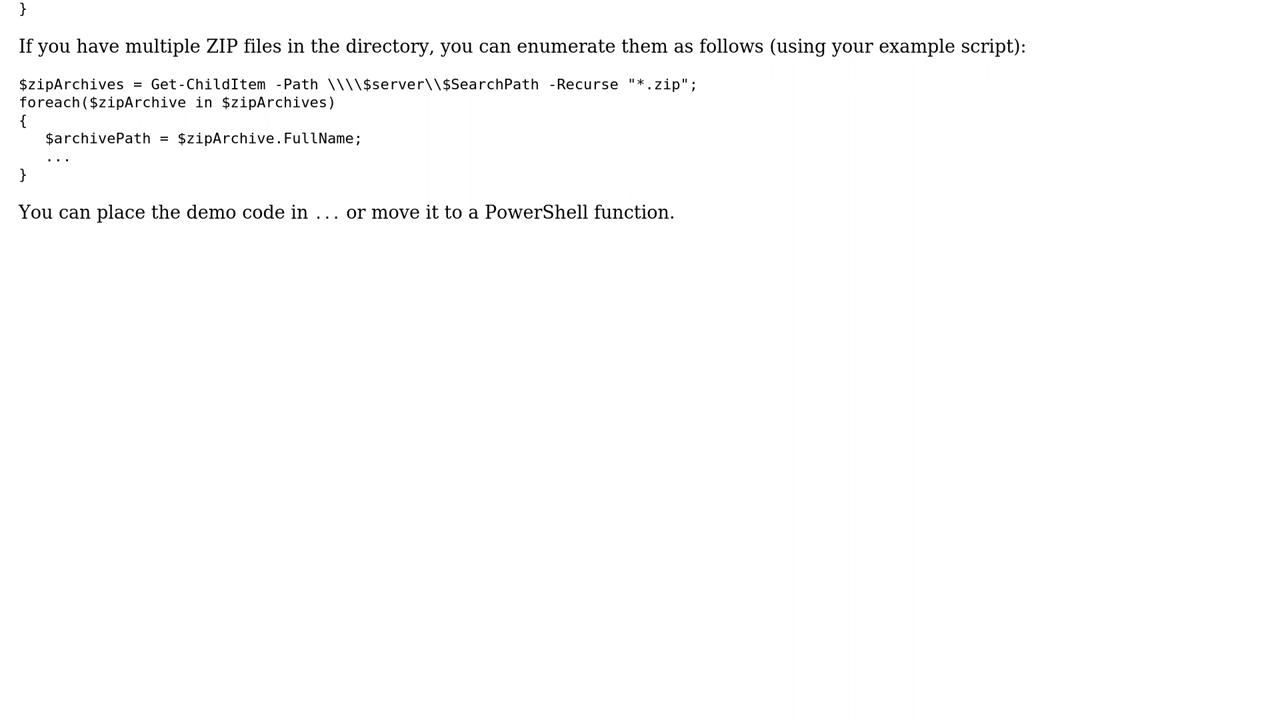 }
If you have multiple ZIP files in the directory, you can enumerate them as follows (using your example script):
$zipArchives = Get-ChildItem -Path \\\\$server\\$SearchPath -Recurse "*.zip";
foreach($zipArchive in $zipArchives)
{
   $archivePath = $zipArchive.FullName;
   ...
}
You can place the demo code in ... or move it to a PowerShell function.